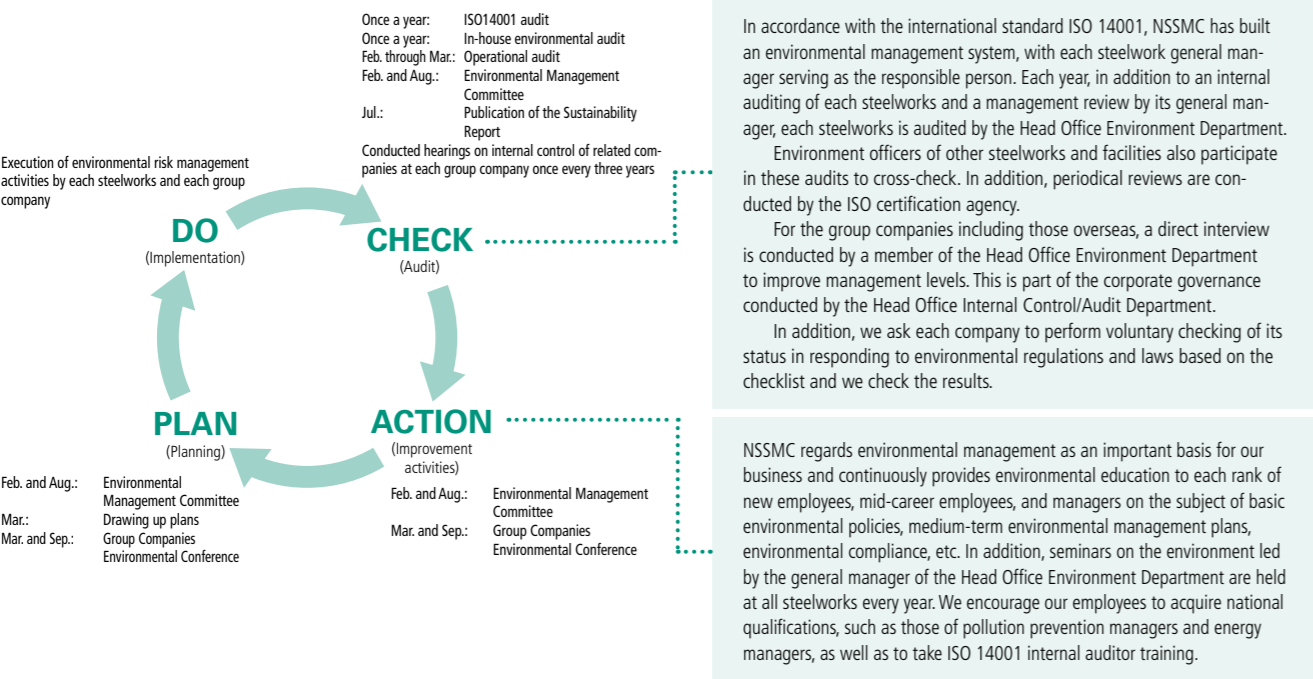 Once a year: ISO14001 audit
Once a year: In-house environmental audit
Feb. through Mar.: Operational audit
Feb. and Aug.: Environmental Management
Committee
Jul.: Publication of the Sustainability
Report
Conducted hearings on internal control of related com-
panies at each group company once every three years
Execution of environmental risk management
activities by each steelworks and each group
company
DO
(Implementation)
CHECK
(Audit)
PLAN
(Planning)
Feb. and Aug.: Environmental
Management Committee
Mar.: Drawing up plans
Mar. and Sep.: Group Companies
Environmental Conference
ACTION
(Improvement
activities)
Feb. and Aug.: Environmental Management
Committee
Mar. and Sep.: Group Companies
Environmental Conference
In accordance with the international standard ISO 14001, NSSMC has built
an environmental management system, with each steelwork general man-
ager serving as the responsible person. Each year, in addition to an internal
auditing of each steelworks and a management review by its general man-
ager, each steelworks is audited by the Head Office Environment Department.
Environment officers of other steelworks and facilities also participate
in these audits to cross-check. In addition, periodical reviews are con-
ducted by the ISO certification agency.
For the group companies including those overseas, a direct interview
is conducted by a member of the Head Office Environment Department
to improve management levels. This is part of the corporate governance
conducted by the Head Office Internal Control/Audit Department.
In addition, we ask each company to perform voluntary checking of its
status in responding to environmental regulations and laws based on the
checklist and we check the results.
NSSMC regards environmental management as an important basis for our
business and continuously provides environmental education to each rank of
new employees, mid-career employees, and managers on the subject of basic
environmental policies, medium-term environmental management plans,
environmental compliance, etc. In addition, seminars on the environment led
by the general manager of the Head Office Environment Department are held
at all steelworks every year. We encourage our employees to acquire national
qualifications, such as those of pollution prevention managers and energy
managers, as well as to take ISO 14001 internal auditor training.